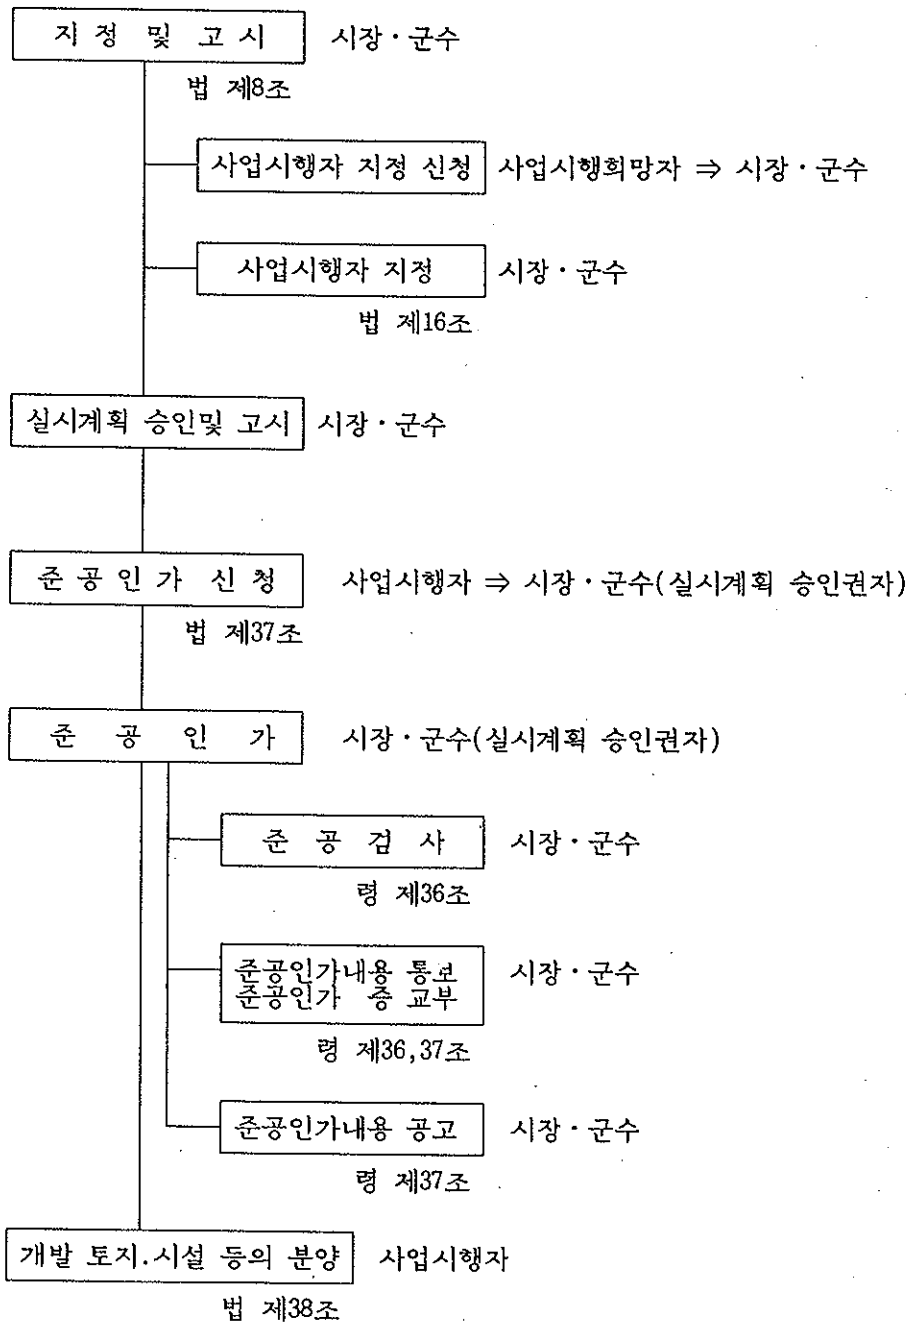 지 정 및 고 시 시장·군수
법 제8조
사업시행자 지정 신청 사업시행희망자 ⇒ 시장·군수
사업시행자 지정 시장·군수
법 제16조
실시계획 승인및 고시 시장·군수
준 공 인 가 신 청 사업시행자 ⇒ 시장·군수(실시계획 승인권자)
법 제37조
준 공 인 가 시장·군수(실시계획 승인권자)
준 공 검 사 시장·군수
령 제36조
준공인가내용 통보 시장·군수
준공인가 증 교부
령 제36,37조
준공인가내용 공고 시장·군수
령 제37조
개발 토지.시설 등의 분양 사업시행자
법 제38조